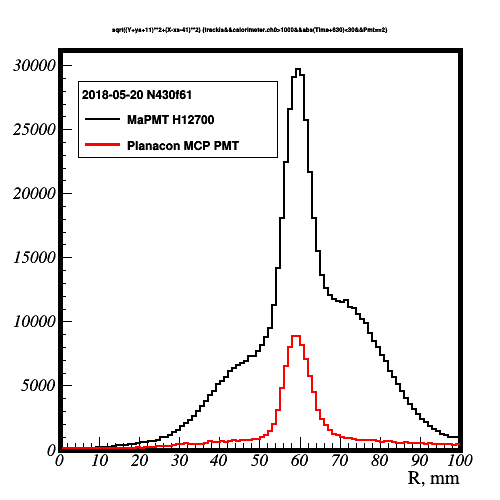 sqrt((Y+ys+11)**2+(X-xs-41)**2) {trackis&&calorimeter.ch0>1000&&abs(Time+630)<30&&Pmt==2}
30000
2018-05-20 N430f61
MaPMT H12700
Planacon MCP PMT
25000
20000
15000
10000
5000
0
0 10 20 30 40 50 60 70 80 90 100
R, mm